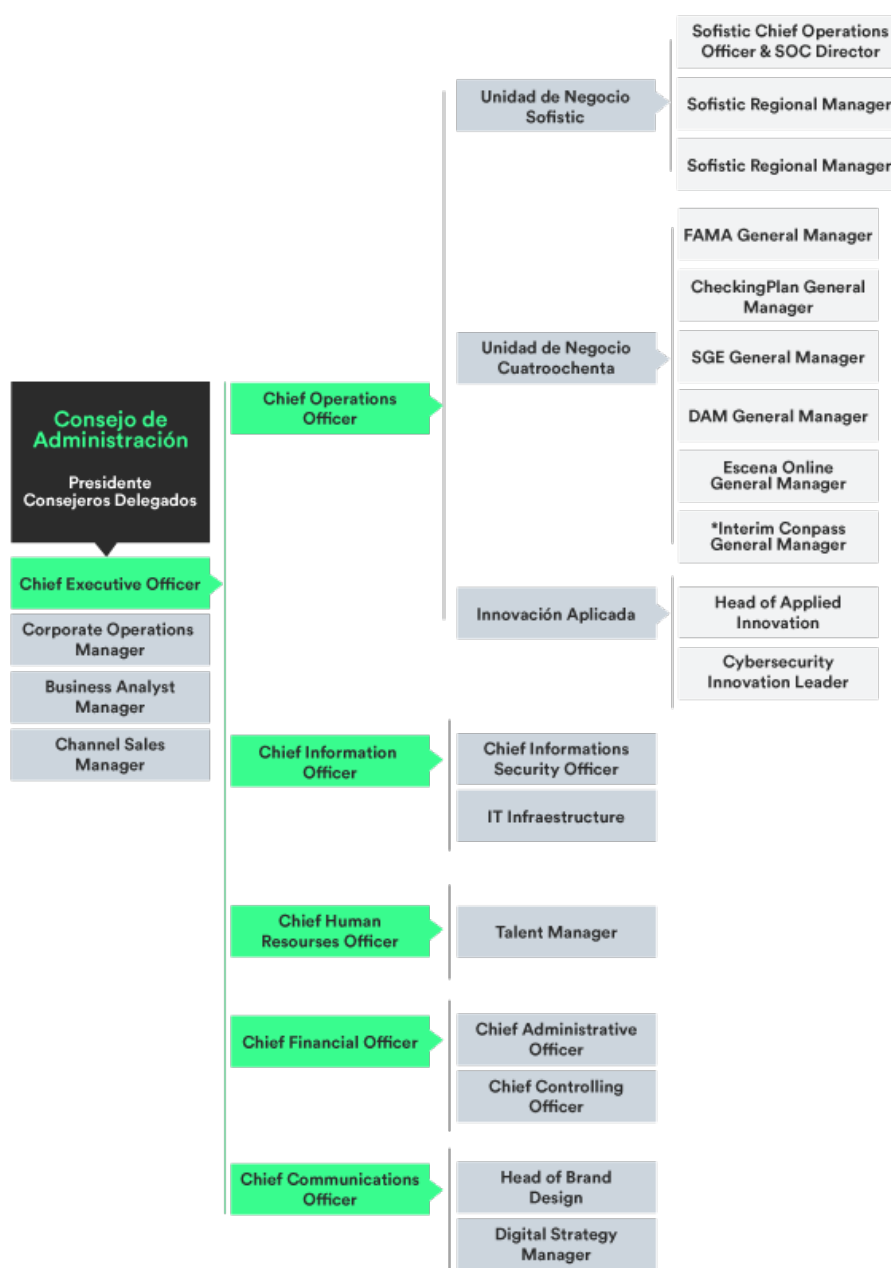 Consejo de
Administración
Presidente
Consejeros Delegados
Chief Executive Officer
Corporate Operations
Manager
Business Analyst
Manager
Channel Sales
Manager
Chief Operations
Officer
Unidad de Negocio
Sofistic
Sofistic Chief Operations
Officer & SOC Director
Sofistic Regional Manager
Sofistic Regional Manager
Unidad de Negocio
Cuatroochenta
FAMA General Manager
CheckingPlan General
Manager
SGE General Manager
DAM General Manager
Escena Online
General Manager
*Interim Conpass
General Manager
Innovación Aplicada
Head of Applied
Innovation
Cybersecurity
Innovation Leader
Chief Information
Officer
Chief Informations
Security Officer
IT Infraestructure
Chief Human
Resourses Officer
Talent Manager
Chief Financial Officer
Chief Administrative
Officer
Chief Controlling
Officer
Chief Communications
Officer
Head of Brand
Design
Digital Strategy
Manager